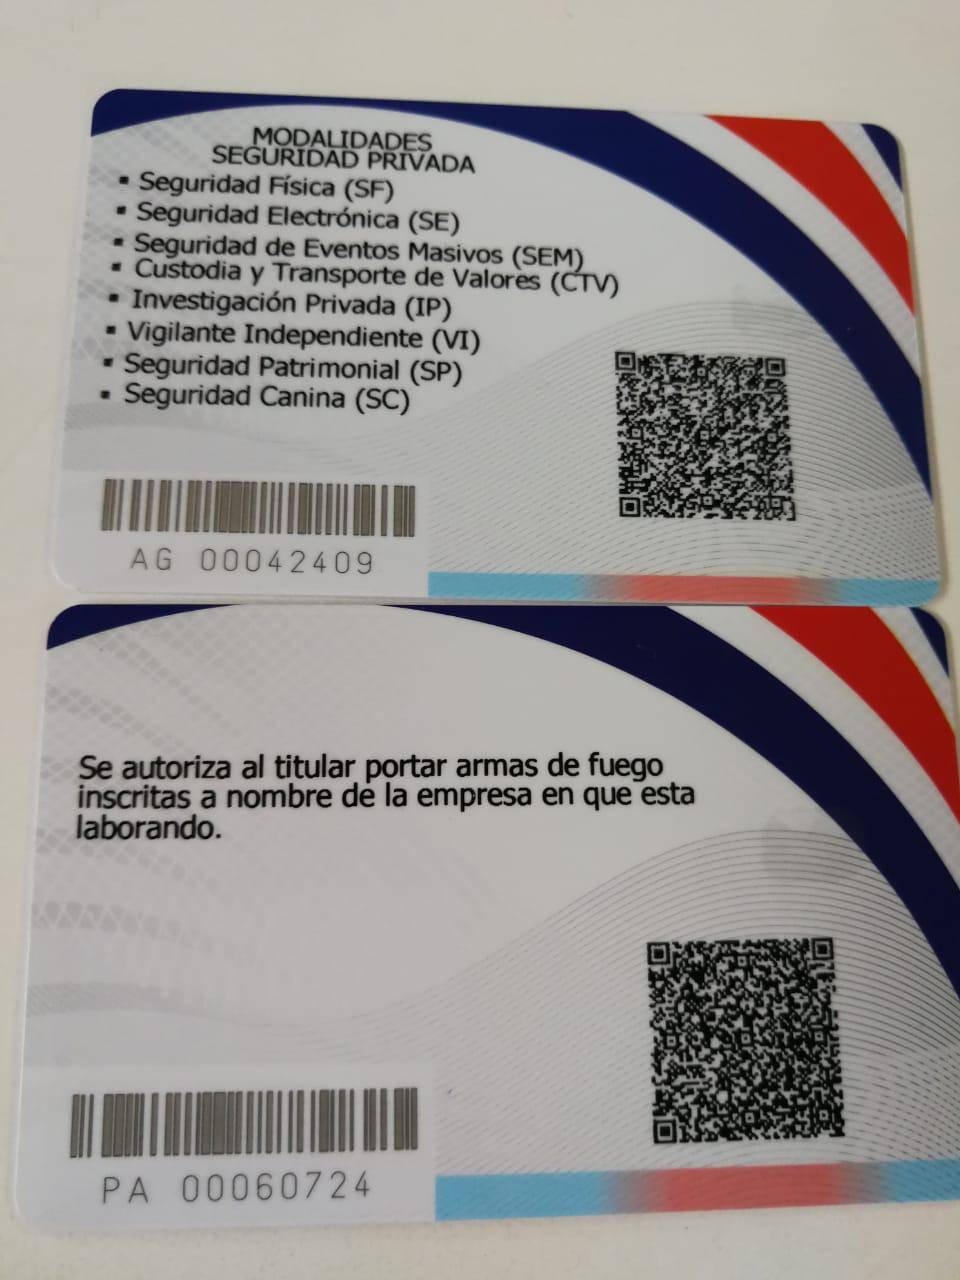 MODALIDADES
SEGURIDAD PRIVADA
▪ Seguridad Física (SF)
▪ Seguridad Electrónica (SE)
▪ Seguridad de Eventos Masivos (SEM)
▪ Custodia y Transporte de Valores (CTV)
▪ Investigación Privada (IP)
▪ Vigilante Independiente (VI)
▪ Seguridad Patrimonial (SP)
▪ Seguridad Canina (SC)
AG 00042409
Se autoriza al titular portar armas de fuego
inscritas a nombre de la empresa en que esta
laborando.
PA 00060724